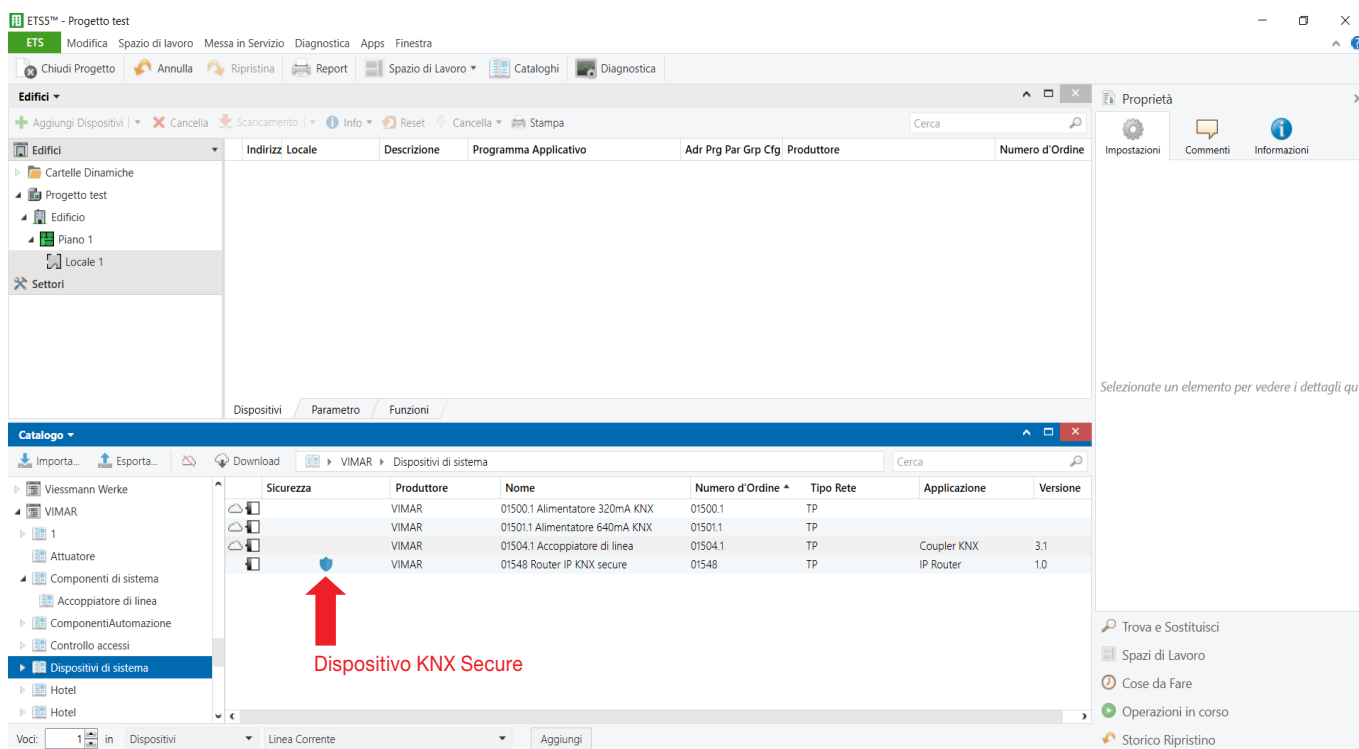 ETS5™ - Progetto test
ETS Modifica Spazio di lavoro Messa in Servizio Diagnostica Apps Finestra
Chiudi Progetto Annulla Ripristina Report Spazio di Lavoro Cataloghi Diagnostica
Edifici
Aggiungi Dispositivi Cancella Scaricamento Info Reset Cancella Stampa Cerca
Edifici
Cartelle Dinamiche
Progetto test
Edificio
Piano 1
Locale 1
Settori
Indirizz Locale Descrizione Programma Applicativo Adr Prg Par Grp Cfg Produttore Numero d'Ordine
Dispositivi Parametro Funzioni
Proprietà
Impostazioni Commenti Informazioni
Selezionate un elemento per vedere i dettagli qu
Catalogo
Importa... Esporta... Download VIMAR Dispositivi di sistema Cerca
Viessmann Werke
VIMAR
1
Attuatore
Componenti di sistema
Accoppiatore di linea
ComponentiAutomazione
Controllo accessi
Dispositivi di sistema
Hotel
Hotel
Sicurezza Produttore Nome Numero d'Ordine Tipo Rete Applicazione Versione
VIMAR 01500.1 Alimentatore 320mA KNX 01500.1 TP
VIMAR 01501.1 Alimentatore 640mA KNX 01501.1 TP
VIMAR 01504.1 Accoppiatore di linea 01504.1 TP Coupler KNX 3.1
VIMAR 01548 Router IP KNX secure 01548 TP IP Router 1.0
Dispositivo KNX Secure
Trova e Sostituisci
Spazi di Lavoro
Cose da Fare
Operazioni in corso
Storico Ripristino
Voci: 1 in Dispositivi Linea Corrente Aggiungi